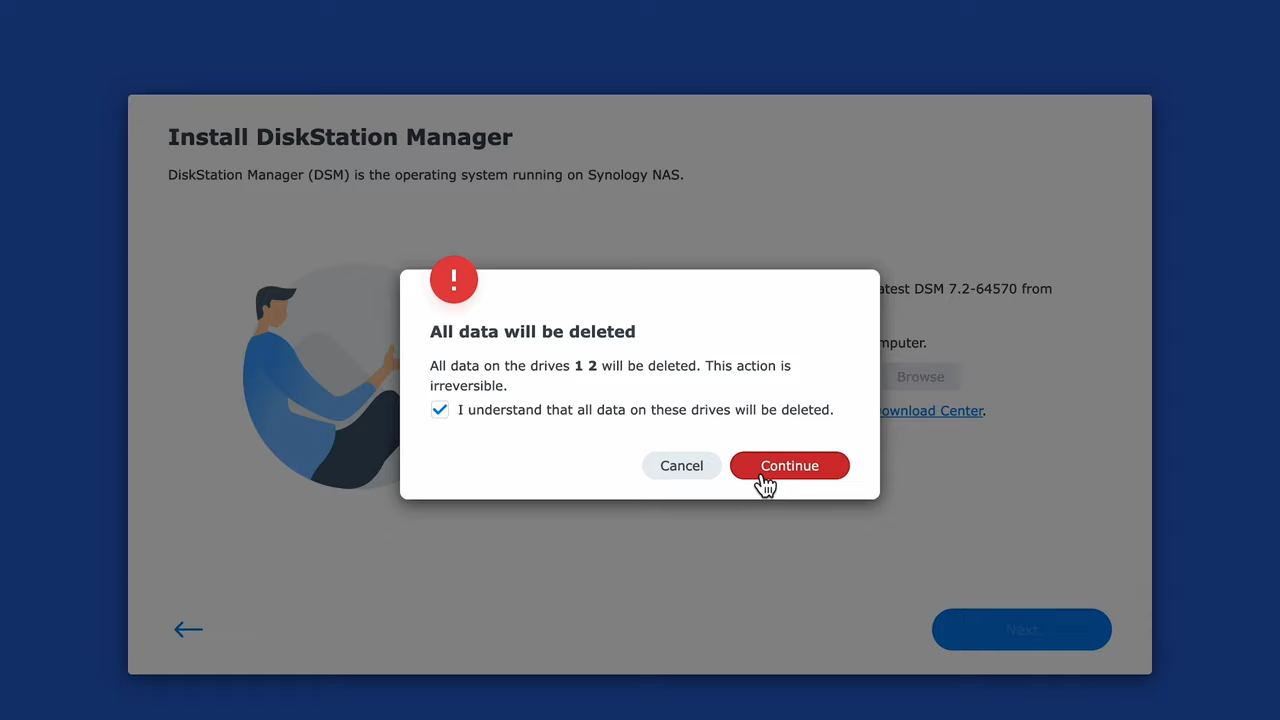 Install DiskStation Manager
DiskStation Manager (DSM) is the operating system running on Synology NAS.
atest DSM 7.2-64570 from
!
All data will be deleted
mputer.
All data on the drives 1 2 will be deleted. This action is
irreversible.
Browse
I understand that all data on these drives will be deleted.
ownload Center.
Cancel
Continue
Next